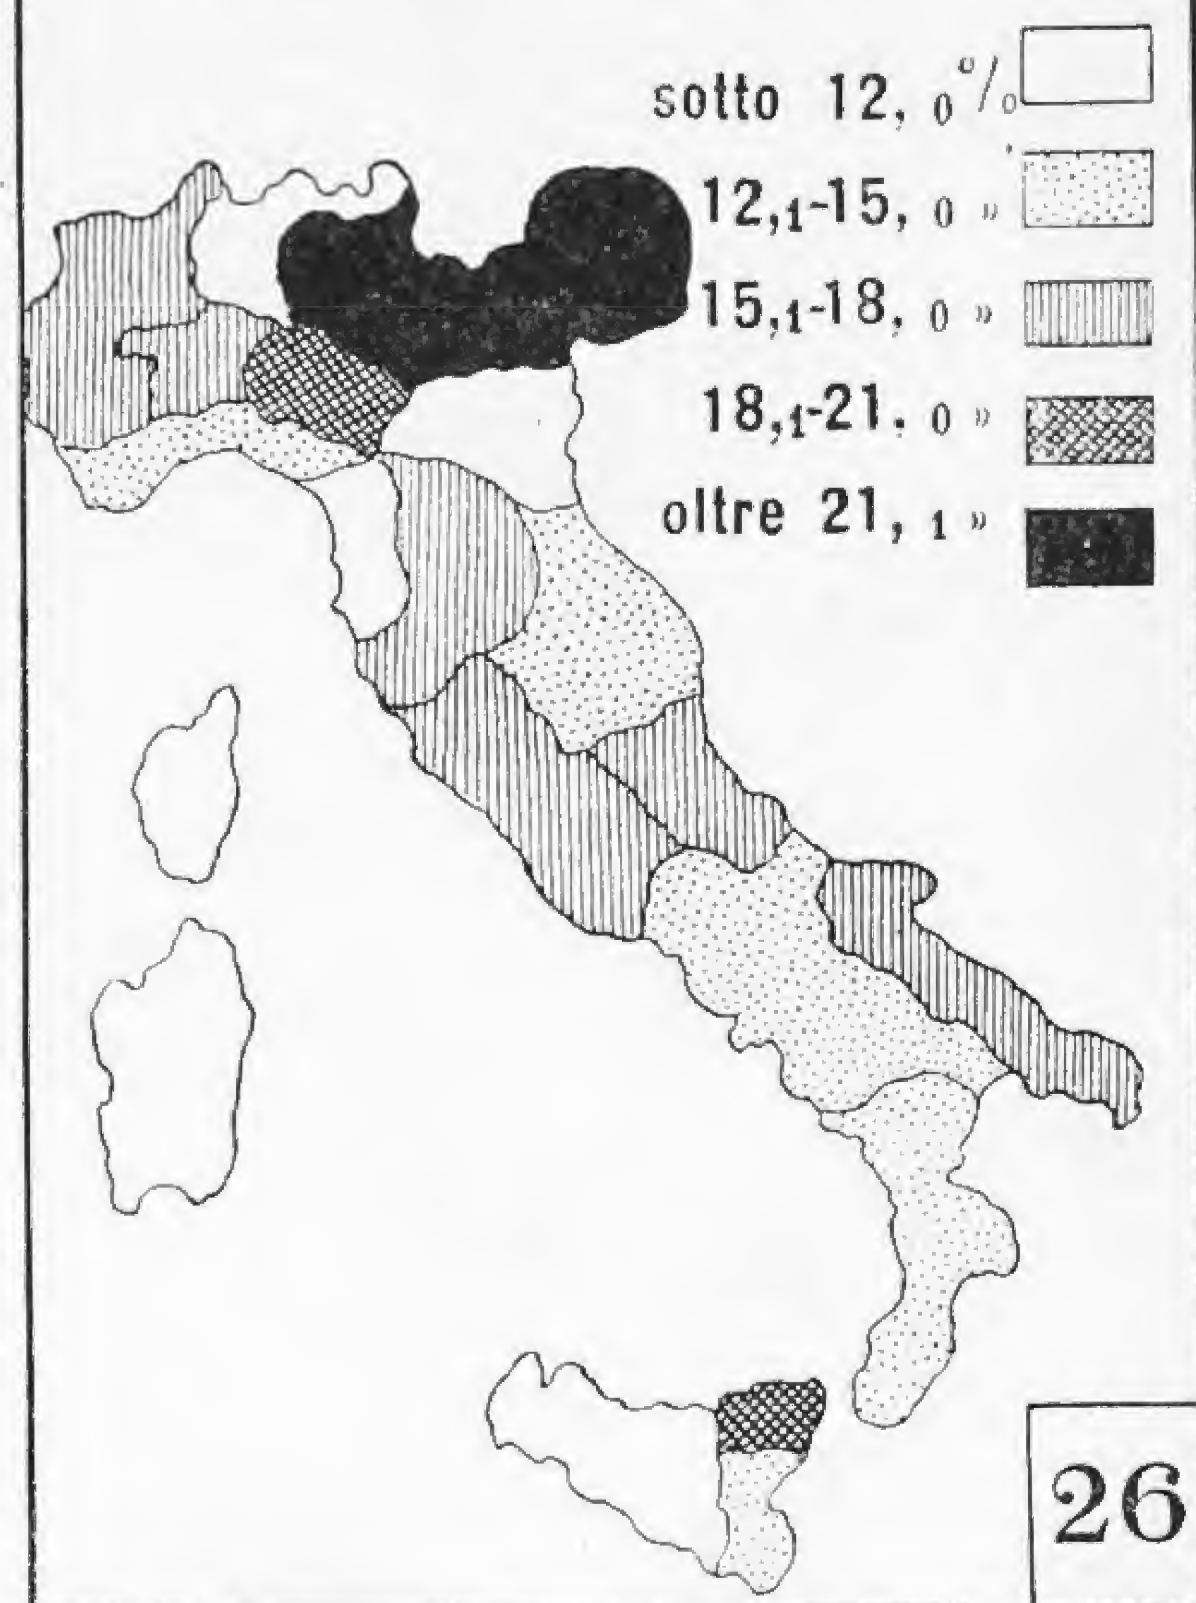 sotto 12,0 %
12,1-15,0 "
15,1-18,0 "
18,1-21.0 "
oltre 21,1 "
26